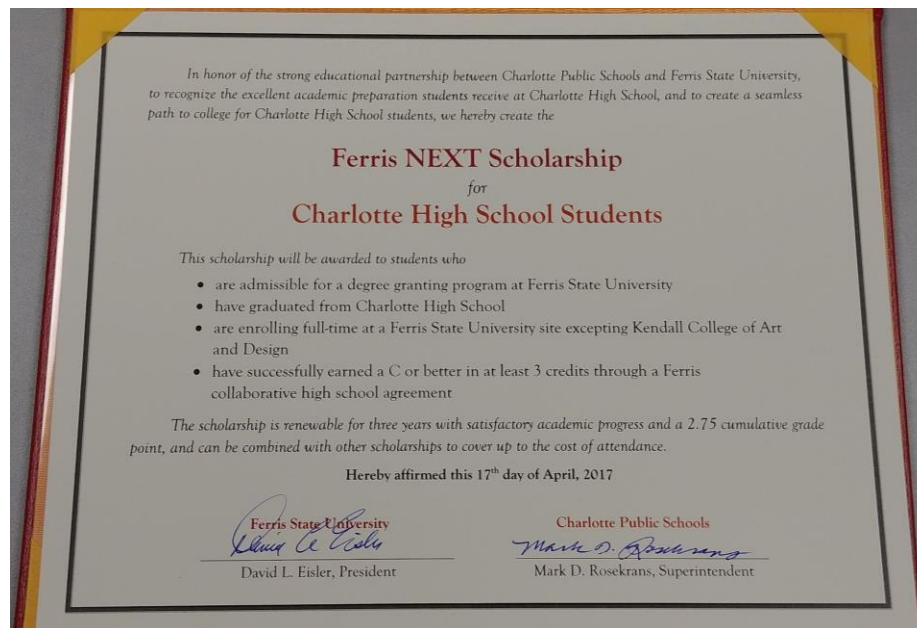 In honor of the strong educational partnership between Charlotte Public Schools and Ferris State University,
to recognize the excellent academic preparation students receive at Charlotte High School, and to create a seamless
path to college for Charlotte High School students, we hereby create the
Ferris NEXT Scholarship
for
Charlotte High School Students
This scholarship will be awarded to students who
• are admissible for a degree granting program at Ferris State University
• have graduated from Charlotte High School
• are enrolling full-time at a Ferris State University site excepting Kendall College of Art
and Design
• have successfully earned a C or better in at least 3 credits through a Ferris
collaborative high school agreement
The scholarship is renewable for three years with satisfactory academic progress and a 2.75 cumulative grade
point, and can be combined with other scholarships to cover up to the cost of attendance.
Hereby affirmed this 17th day of April, 2017
Ferris State University
David L. Eisler, President
Charlotte Public Schools
Mark D. Rosekrans
Mark D. Rosekrans, Superintendent